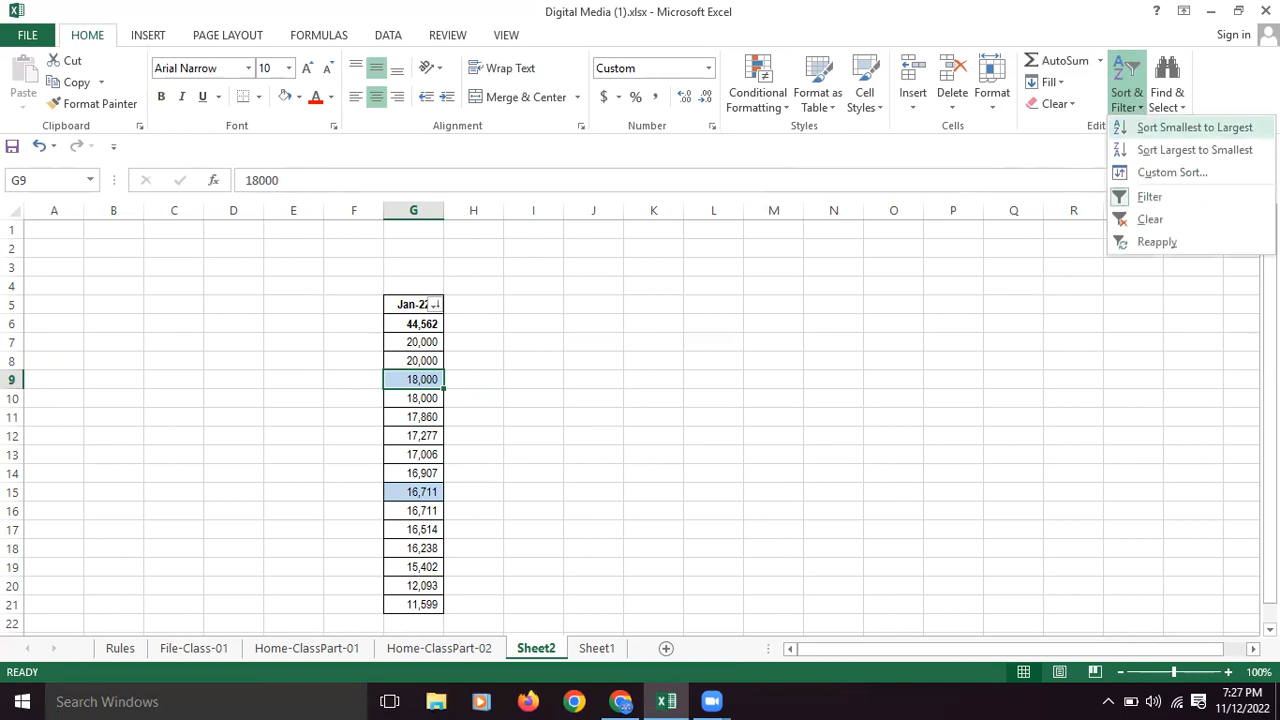 Digital Media (1).xlsx - Microsoft Excel
FILE HOME INSERT PAGE LAYOUT FORMULAS DATA REVIEW VIEW Sign in
Cut
Copy
Format Painter
Paste
Clipboard
Arial Narrow 10
B I U A
Font
Wrap Text
Merge & Center
Alignment
Custom
$ % ,
Number
Conditional Formatting
Format as Table
Cell Styles
Styles
Insert Delete Format
Cells
AutoSum
Fill
Clear
Sort & Filter
Find & Select
Sort Smallest to Largest
Sort Largest to Smallest
Custom Sort...
Filter
Clear
Reapply
G9 fx 18000
A B C D E F G H I J K L M N O P Q R
1
2
3
4
5 Jan-22
6 44,562
7 20,000
8 20,000
9 18,000
10 18,000
11 17,860
12 17,277
13 17,006
14 16,907
15 16,711
16 16,711
17 16,514
18 16,238
19 15,402
20 12,093
21 11,599
22
Rules File-Class-01 Home-ClassPart-01 Home-ClassPart-02 Sheet2 Sheet1
READY 100%
Search Windows
7:27 PM
11/12/2022